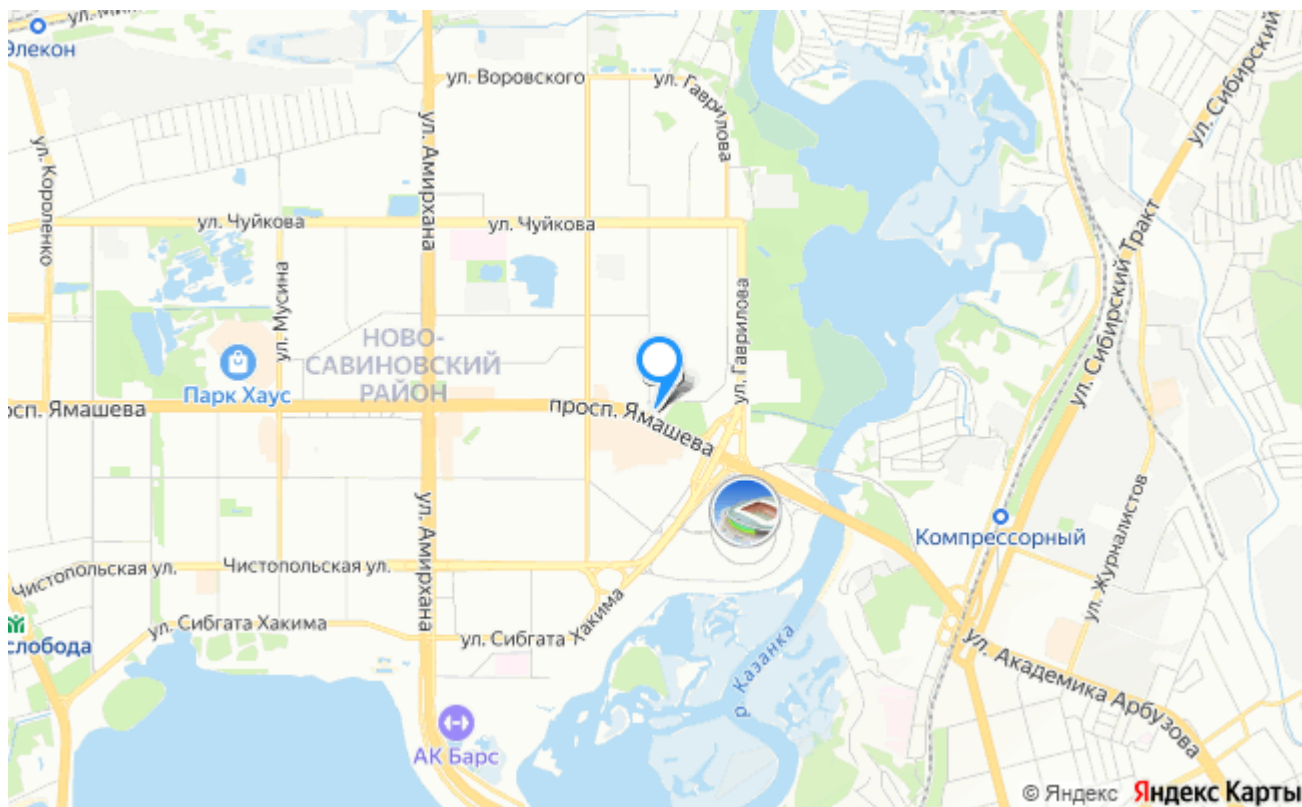 ул. Ми
Элекон
ул. Воровского
ул. Гаврилова
ул. Сибирский
ул. Короленко
ул. Амирхана
ул. Чуйкова
ул. Чуйкова
ул. Сибирский Тракт
ул. Мусина
ул. Гаврилова
НОВО-
САВИНОВСКИЙ
РАЙОН
Парк Хаус
осп. Ямашева
просп. Ямашева
ул. Амирхана
Компрессорный
ул. Журналистов
Чистопольская ул.
Чистопольская ул.
ул. Сибгата Хакима
ул. Сибгата Хакима
слобода
р. Казанка
ул. Академика Арбузова
АК Барс
© Яндекс Яндекс Карты